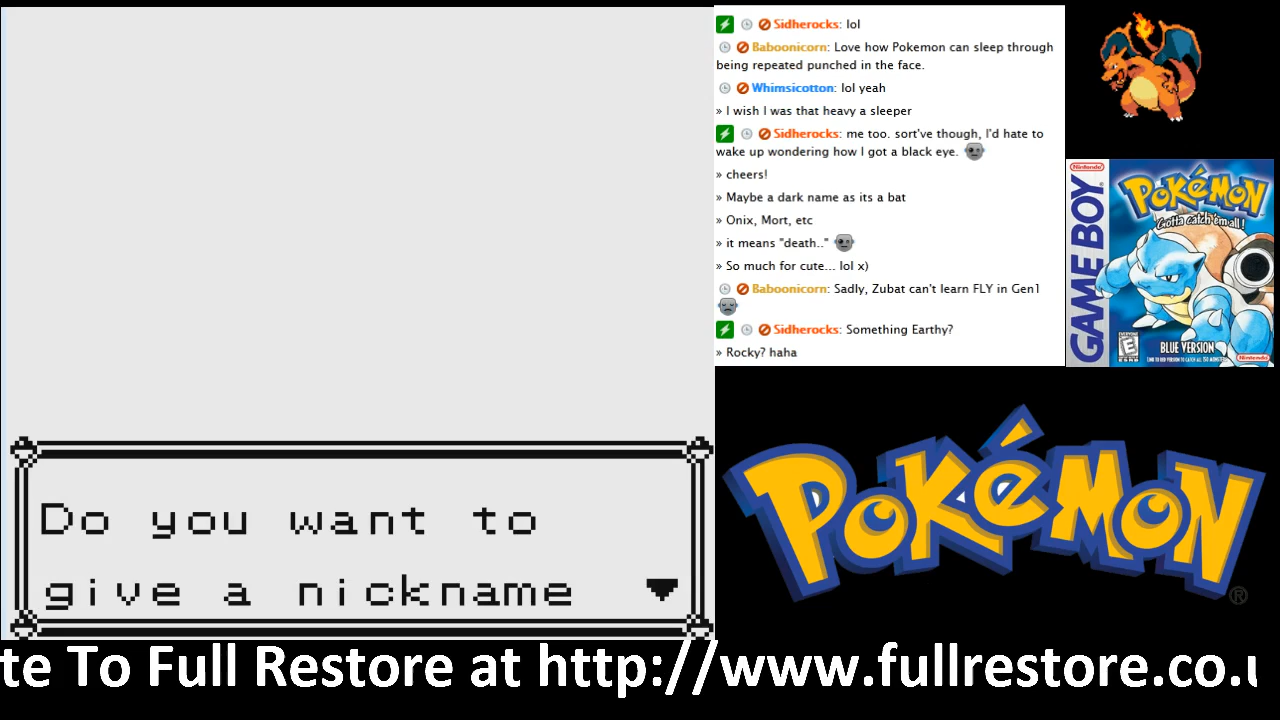 Sidherocks: lol
Baboonicorn: Love how Pokemon can sleep through
being repeated punched in the face.
Whimsicotton: lol yeah
» I wish I was that heavy a sleeper
Sidherocks: me too. sort've though, I'd hate to
wake up wondering how I got a black eye.
» cheers!
» Maybe a dark name as its a bat
» Onix, Mort, etc
» it means "death.."
» So much for cute... lol x)
Baboonicorn: Sadly, Zubat can't learn FLY in Gen1
Sidherocks: Something Earthy?
» Rocky? haha
Nintendo
GAME BOY
POKéMON
Gotta catch 'em all!
EVERYONE
E
BLUE VERSION
Nintendo
Do you want to
give a nickname
POKéMON
®
te To Full Restore at http://www.fullrestore.co.u